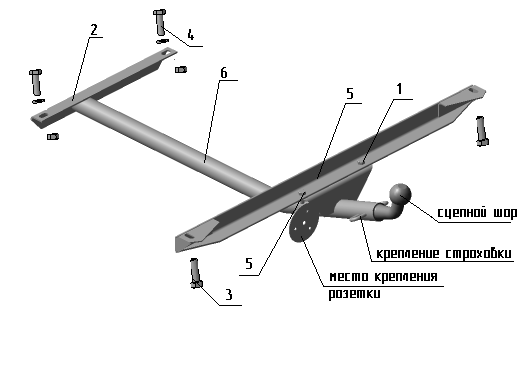 4
2
6
5
1
сцепной шар
крепление строховки
5
место крепления
розетки
3